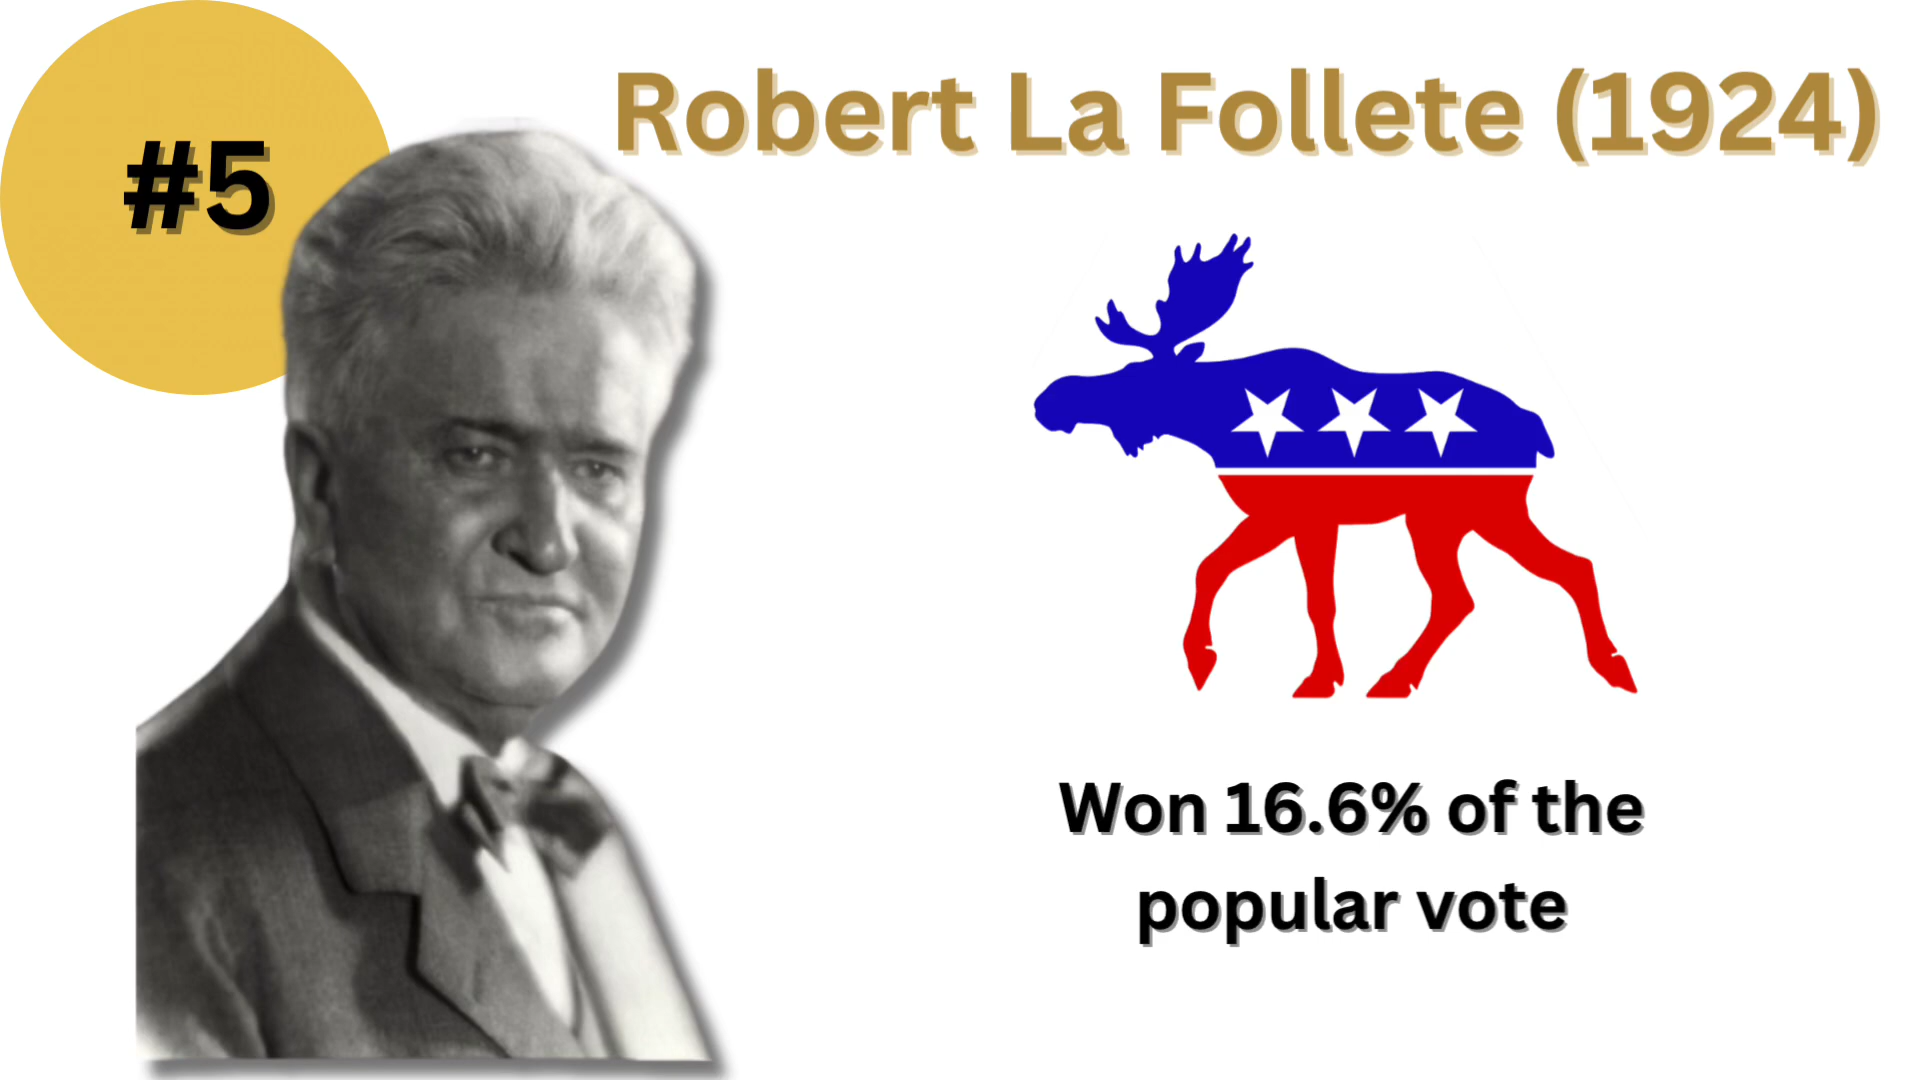 #5
Robert La Follete (1924)
Won 16.6% of the
popular vote